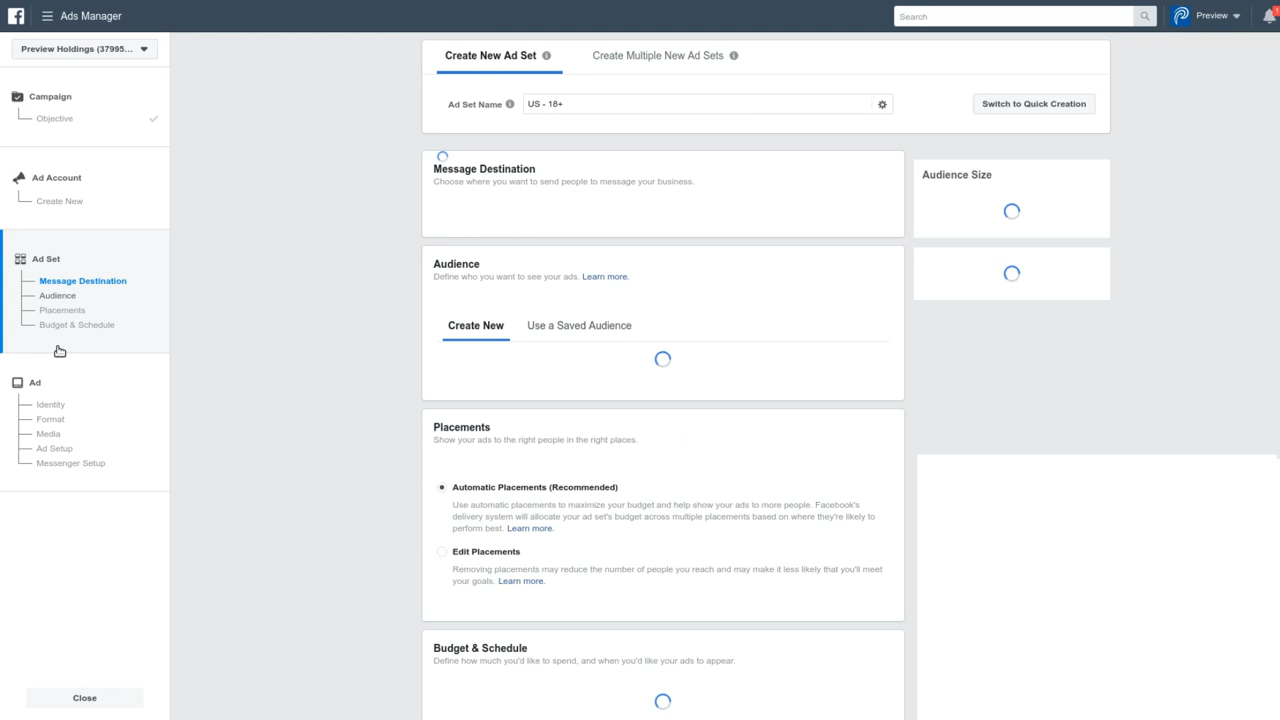 Ads Manager
Search
Preview
1
Preview Holdings (37995...
Campaign
Objective
Ad Account
Create New
Ad Set
Message Destination
Audience
Placements
Budget & Schedule
Ad
Identity
Format
Media
Ad Setup
Messenger Setup
Close
Create New Ad Set
Create Multiple New Ad Sets
Ad Set Name
US - 18+
Switch to Quick Creation
Message Destination
Choose where you want to send people to message your business.
Audience
Define who you want to see your ads. Learn more.
Create New
Use a Saved Audience
Placements
Show your ads to the right people in the right places.
Automatic Placements (Recommended)
Use automatic placements to maximize your budget and help show your ads to more people. Facebook's
delivery system will allocate your ad set's budget across multiple placements based on where they're likely to
perform best. Learn more.
Edit Placements
Removing placements may reduce the number of people you reach and may make it less likely that you'll meet
your goals. Learn more.
Budget & Schedule
Define how much you'd like to spend, and when you'd like your ads to appear.
Audience Size